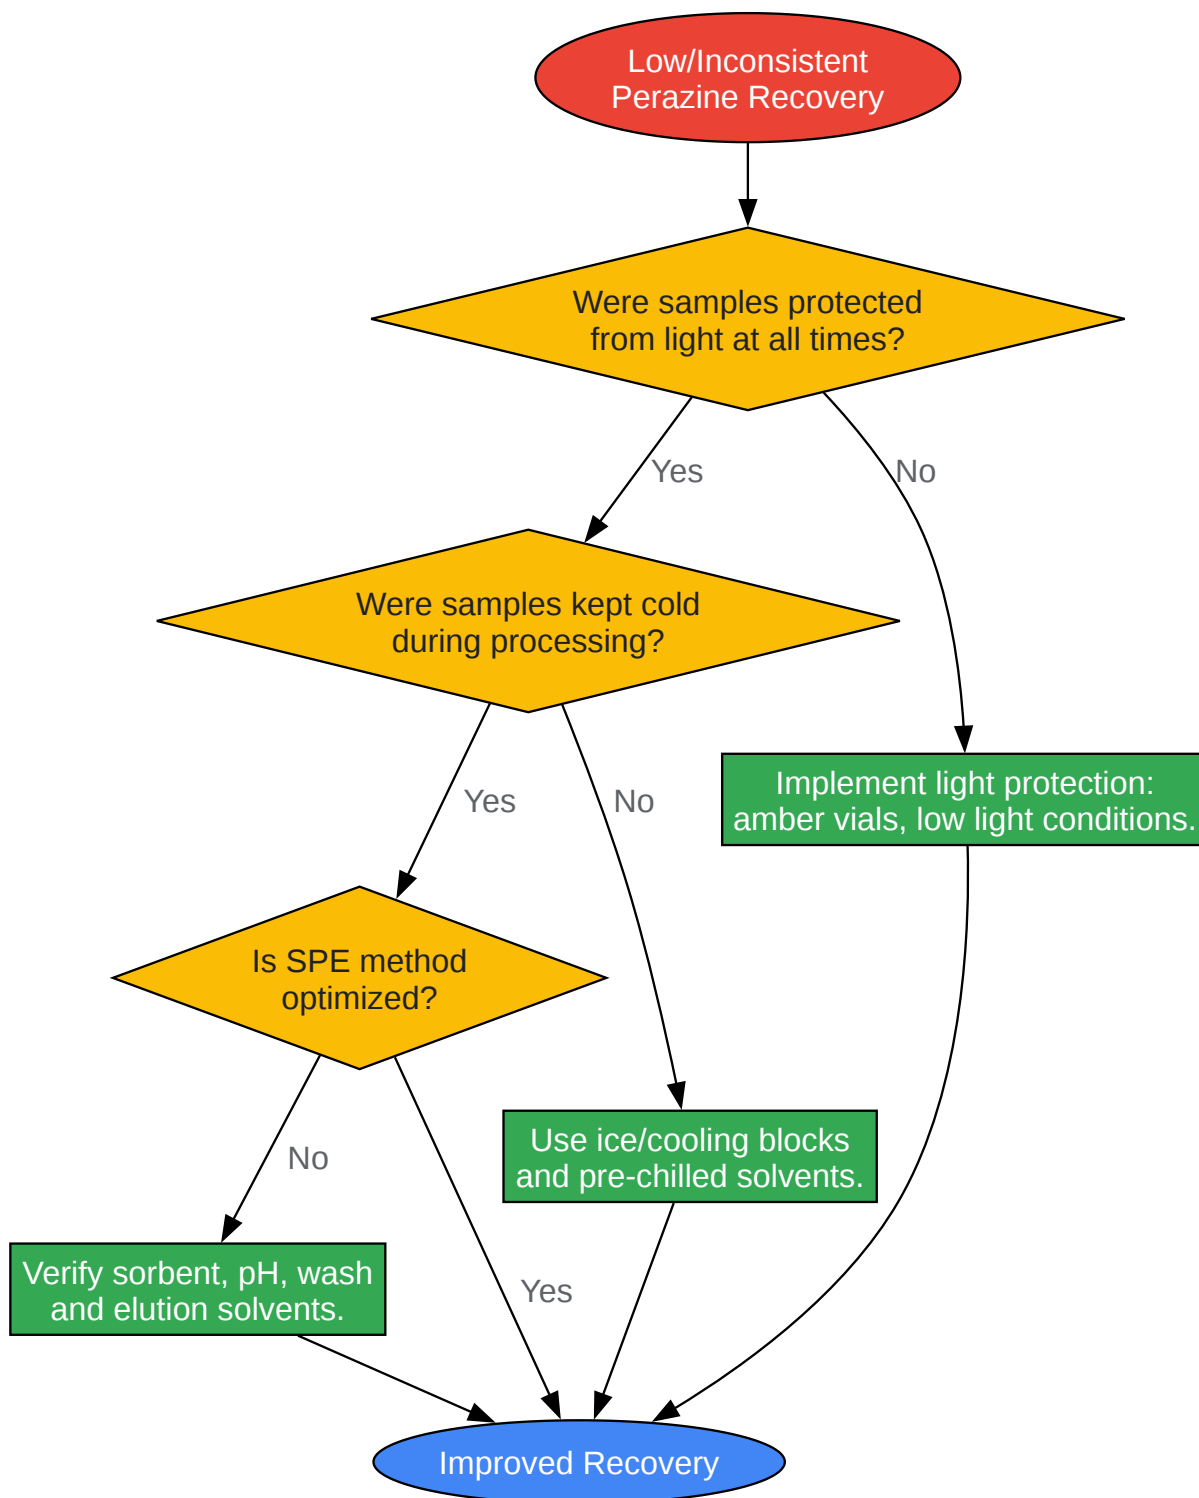 Low/Inconsistent
Perazine Recovery
Were samples protected
from light at all times?
Yes
No
Were samples kept cold
during processing?
Implement light protection:
amber vials, low light conditions.
Yes
No
Is SPE method
optimized?
Use ice/cooling blocks
and pre-chilled solvents.
No
Verify sorbent, pH, wash
and elution solvents.
Yes
Improved Recovery